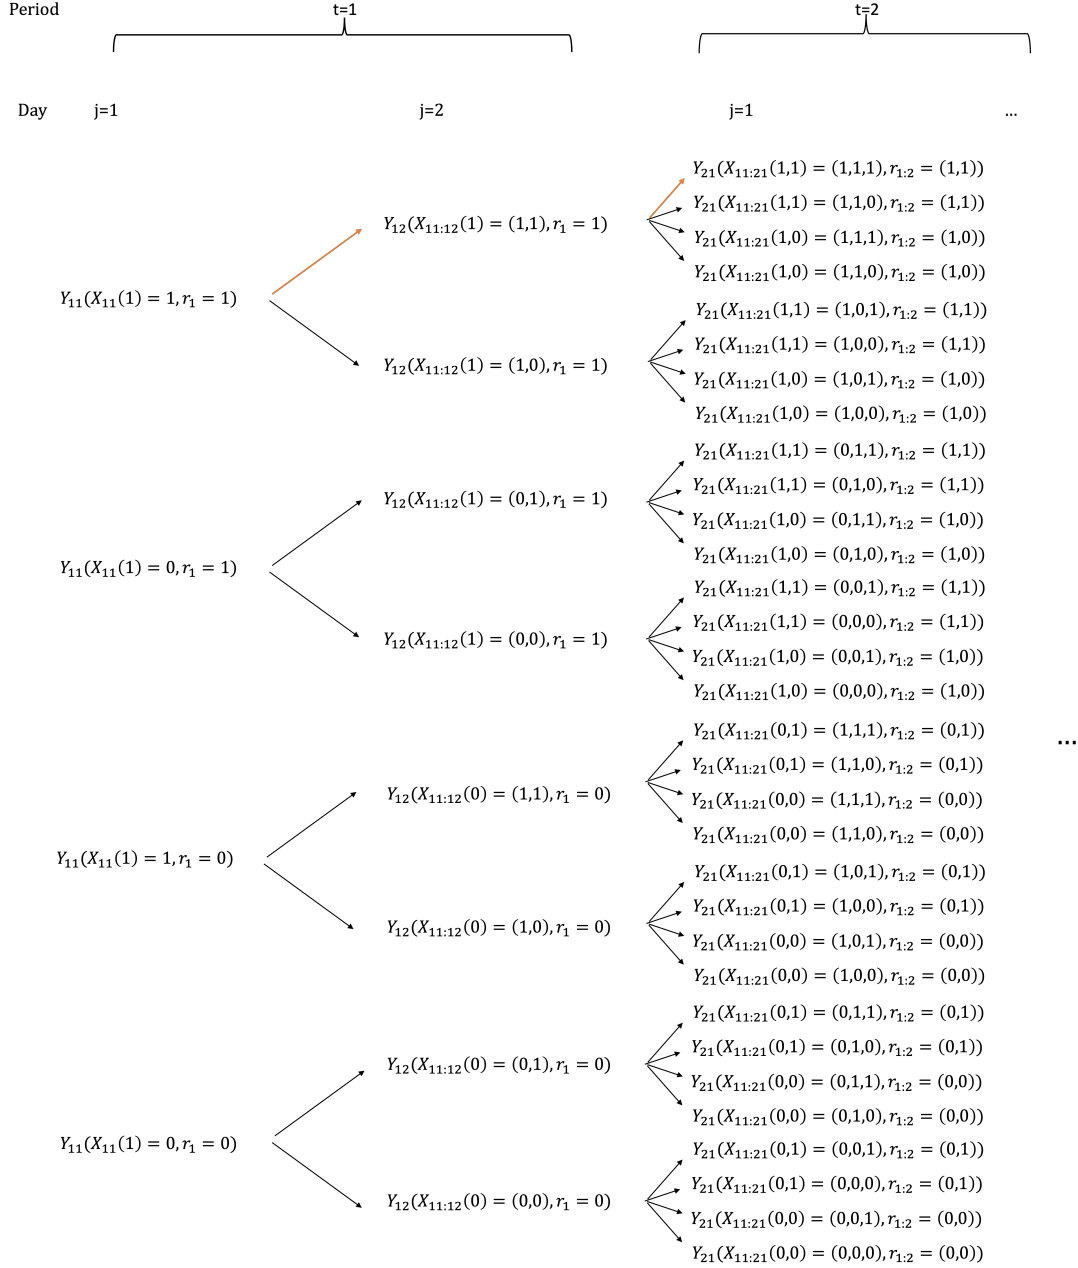 Period t=1 t=2
Day j=1 j=2 j=1 ...
Y₂₁(X₁₁:₂₁(1,1) = (1,1,1), r₁:₂ = (1,1))
Y₂₁(X₁₁:₂₁(1,1) = (1,1,0), r₁:₂ = (1,1))
Y₁₂(X₁₁:₁₂(1) = (1,1), r₁ = 1)
Y₂₁(X₁₁:₂₁(1,0) = (1,1,1), r₁:₂ = (1,0))
Y₂₁(X₁₁:₂₁(1,0) = (1,1,0), r₁:₂ = (1,0))
Y₁₁(X₁₁(1) = 1, r₁ = 1)
Y₂₁(X₁₁:₂₁(1,1) = (1,0,1), r₁:₂ = (1,1))
Y₂₁(X₁₁:₂₁(1,1) = (1,0,0), r₁:₂ = (1,1))
Y₁₂(X₁₁:₁₂(1) = (1,0), r₁ = 1)
Y₂₁(X₁₁:₂₁(1,0) = (1,0,1), r₁:₂ = (1,0))
Y₂₁(X₁₁:₂₁(1,0) = (1,0,0), r₁:₂ = (1,0))
Y₂₁(X₁₁:₂₁(1,1) = (0,1,1), r₁:₂ = (1,1))
Y₂₁(X₁₁:₂₁(1,1) = (0,1,0), r₁:₂ = (1,1))
Y₁₂(X₁₁:₁₂(1) = (0,1), r₁ = 1)
Y₂₁(X₁₁:₂₁(1,0) = (0,1,1), r₁:₂ = (1,0))
Y₂₁(X₁₁:₂₁(1,0) = (0,1,0), r₁:₂ = (1,0))
Y₁₁(X₁₁(1) = 0, r₁ = 1)
Y₂₁(X₁₁:₂₁(1,1) = (0,0,1), r₁:₂ = (1,1))
Y₂₁(X₁₁:₂₁(1,1) = (0,0,0), r₁:₂ = (1,1))
Y₁₂(X₁₁:₁₂(1) = (0,0), r₁ = 1)
Y₂₁(X₁₁:₂₁(1,0) = (0,0,1), r₁:₂ = (1,0))
Y₂₁(X₁₁:₂₁(1,0) = (0,0,0), r₁:₂ = (1,0))
Y₂₁(X₁₁:₂₁(0,1) = (1,1,1), r₁:₂ = (0,1))
...
Y₂₁(X₁₁:₂₁(0,1) = (1,1,0), r₁:₂ = (0,1))
Y₁₂(X₁₁:₁₂(0) = (1,1), r₁ = 0)
Y₂₁(X₁₁:₂₁(0,0) = (1,1,1), r₁:₂ = (0,0))
Y₂₁(X₁₁:₂₁(0,0) = (1,1,0), r₁:₂ = (0,0))
Y₁₁(X₁₁(1) = 1, r₁ = 0)
Y₂₁(X₁₁:₂₁(0,1) = (1,0,1), r₁:₂ = (0,1))
Y₂₁(X₁₁:₂₁(0,1) = (1,0,0), r₁:₂ = (0,1))
Y₁₂(X₁₁:₁₂(0) = (1,0), r₁ = 0)
Y₂₁(X₁₁:₂₁(0,0) = (1,0,1), r₁:₂ = (0,0))
Y₂₁(X₁₁:₂₁(0,0) = (1,0,0), r₁:₂ = (0,0))
Y₂₁(X₁₁:₂₁(0,1) = (0,1,1), r₁:₂ = (0,1))
Y₂₁(X₁₁:₂₁(0,1) = (0,1,0), r₁:₂ = (0,1))
Y₁₂(X₁₁:₁₂(0) = (0,1), r₁ = 0)
Y₂₁(X₁₁:₂₁(0,0) = (0,1,1), r₁:₂ = (0,0))
Y₂₁(X₁₁:₂₁(0,0) = (0,1,0), r₁:₂ = (0,0))
Y₁₁(X₁₁(1) = 0, r₁ = 0)
Y₂₁(X₁₁:₂₁(0,1) = (0,0,1), r₁:₂ = (0,1))
Y₂₁(X₁₁:₂₁(0,1) = (0,0,0), r₁:₂ = (0,1))
Y₁₂(X₁₁:₁₂(0) = (0,0), r₁ = 0)
Y₂₁(X₁₁:₂₁(0,0) = (0,0,1), r₁:₂ = (0,0))
Y₂₁(X₁₁:₂₁(0,0) = (0,0,0), r₁:₂ = (0,0))